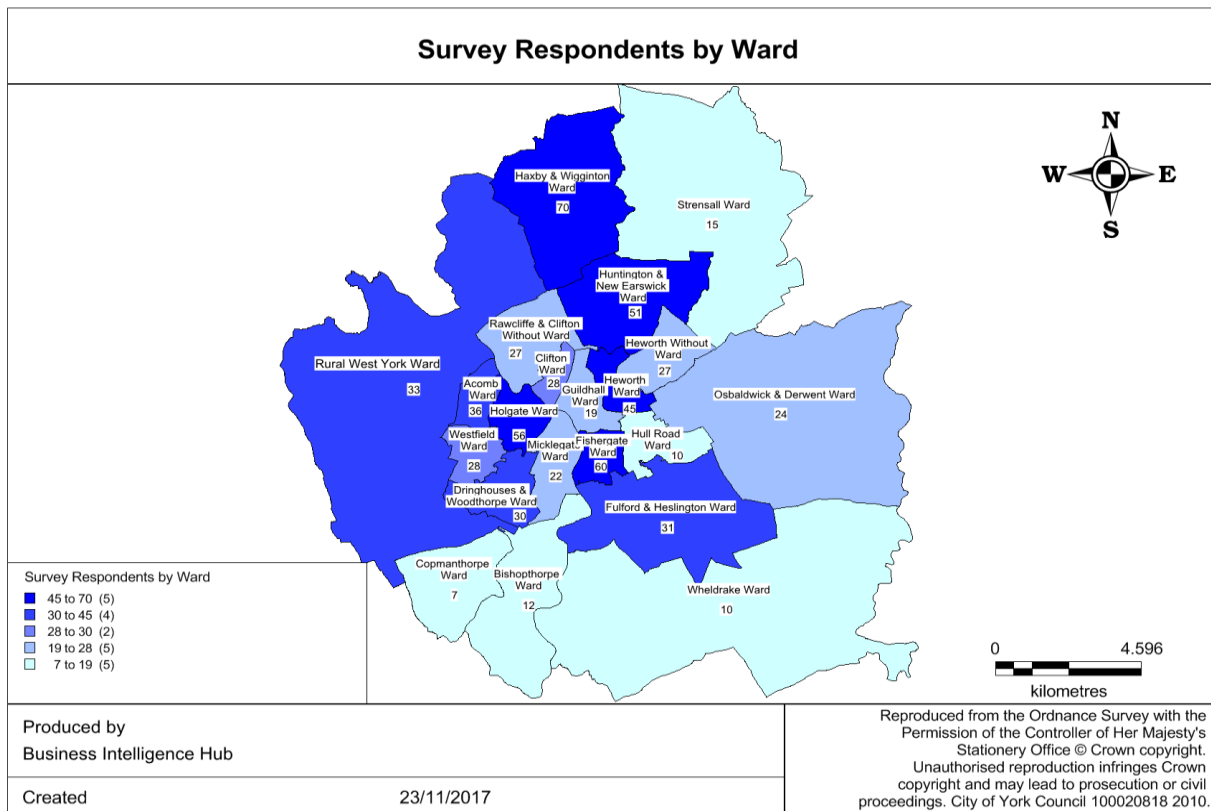 Survey Respondents by Ward
N
W
E
S
Haxby & Wigginton
Ward
70
Strensall Ward
15
Huntington &
New Earswick
Ward
51
Rawcliffe & Clifton
Without Ward
27
Heworth Without
Ward
27
Rural West York Ward
33
Clifton
Ward
28
Acomb
Ward
36
Guildhall
Ward
19
Heworth
Ward
45
Osbaldwick & Derwent Ward
24
Holgate Ward
56
Westfield
Ward
28
Micklegate
Ward
22
Fishergate
Ward
60
Hull Road
Ward
10
Dringhouses &
Woodthorpe Ward
30
Fulford & Heslington Ward
31
Copmanthorpe
Ward
7
Bishopthorpe
Ward
12
Wheldrake Ward
10
Survey Respondents by Ward
45 to 70 (5)
30 to 45 (4)
28 to 30 (2)
19 to 28 (5)
7 to 19 (5)
0 4.596
kilometres
Produced by
Business Intelligence Hub
Created 23/11/2017
Reproduced from the Ordnance Survey with the
Permission of the Controller of Her Majesty's
Stationery Office © Crown copyright.
Unauthorised reproduction infringes Crown
copyright and may lead to prosecution or civil
proceedings. City of York Council 100020818 2010.